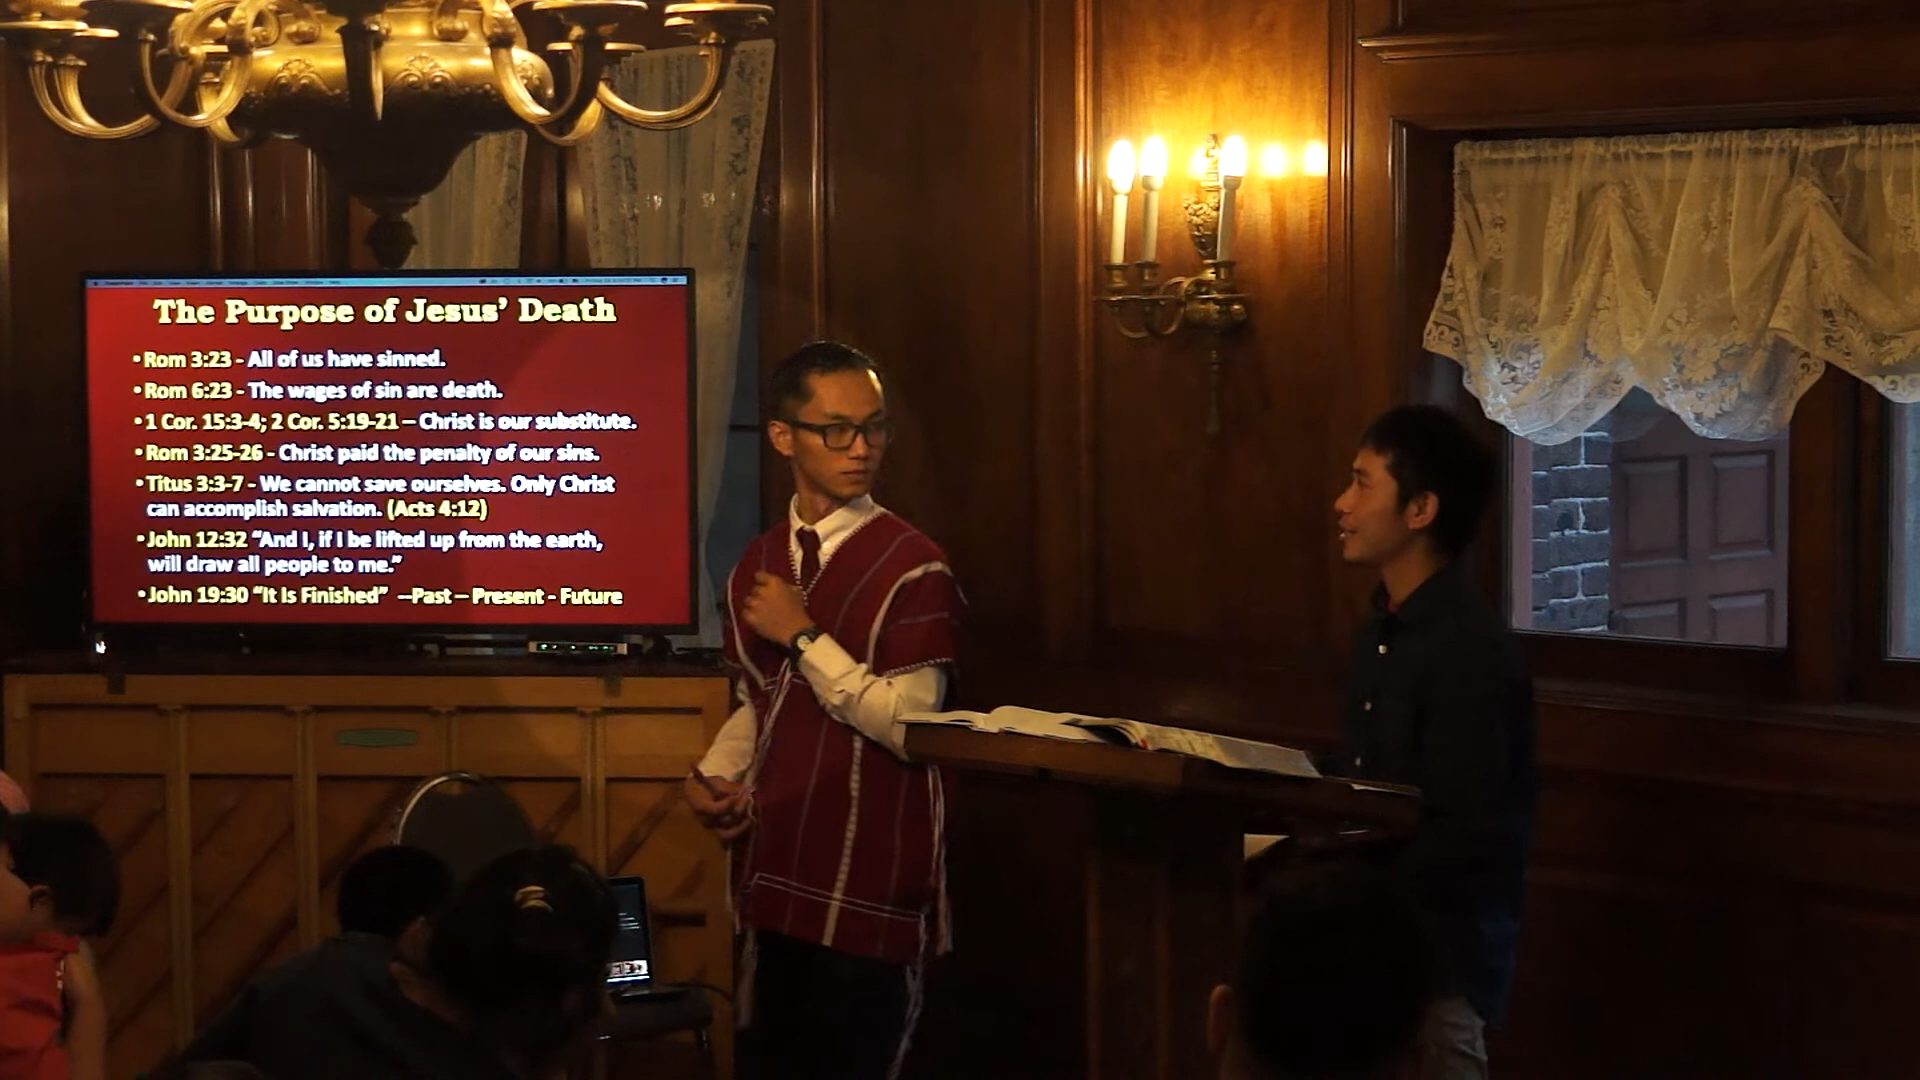 The Purpose of Jesus’ Death
• Rom 3:23 - All of us have sinned.
• Rom 6:23 - The wages of sin are death.
• 1 Cor. 15:3-4; 2 Cor. 5:19-21 – Christ is our substitute.
• Rom 3:25-26 - Christ paid the penalty of our sins.
• Titus 3:3-7 - We cannot save ourselves. Only Christ
can accomplish salvation. (Acts 4:12)
• John 12:32 “And I, if I be lifted up from the earth,
will draw all people to me.”
• John 19:30 “It Is Finished” --Past – Present - Future